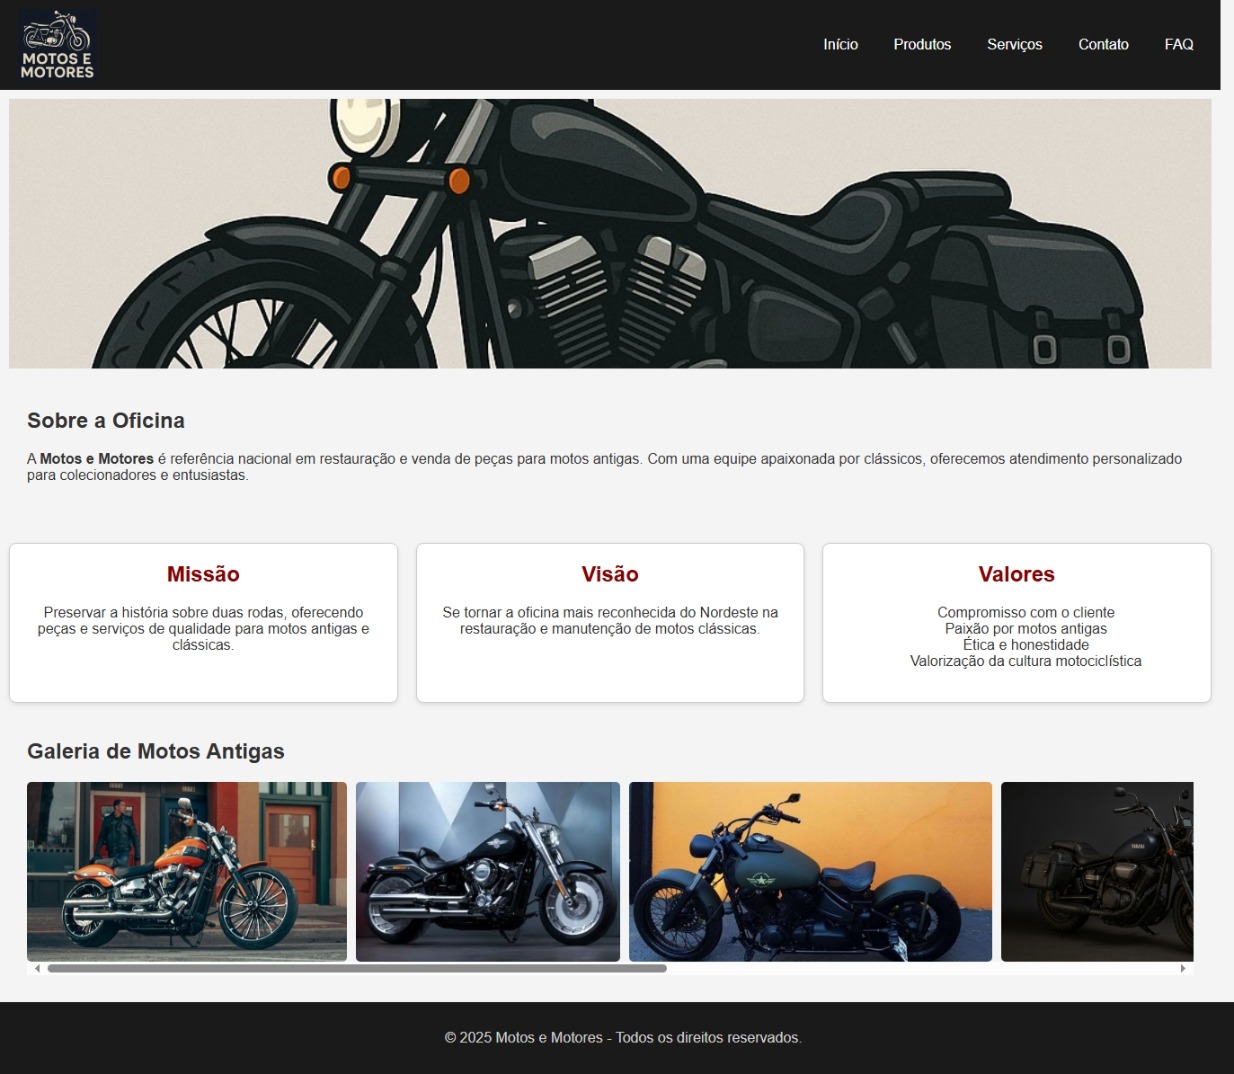 MOTOS E
MOTORES
Início
Produtos
Serviços
Contato
FAQ
Sobre a Oficina
A Motos e Motores é referência nacional em restauração e venda de peças para motos antigas. Com uma equipe apaixonada por clássicos, oferecemos atendimento personalizado
para colecionadores e entusiastas.
Missão
Preservar a história sobre duas rodas, oferecendo
peças e serviços de qualidade para motos antigas e
clássicas.
Visão
Se tornar a oficina mais reconhecida do Nordeste na
restauração e manutenção de motos clássicas.
Valores
Compromisso com o cliente
Paixão por motos antigas
Ética e honestidade
Valorização da cultura motociclística
Galeria de Motos Antigas
YAMAHA
© 2025 Motos e Motores - Todos os direitos reservados.